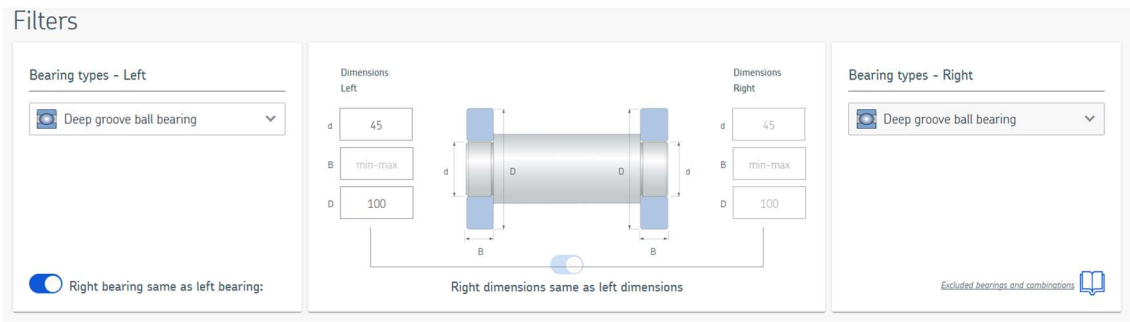 Filters
Bearing types - Left
Deep groove ball bearing
Right bearing same as left bearing:
Dimensions
Left
d 45
B min-max
D 100
d
D
B
D
d
B
Dimensions
Right
d 45
B min-max
D 100
Right dimensions same as left dimensions
Bearing types - Right
Deep groove ball bearing
Excluded bearings and combinations